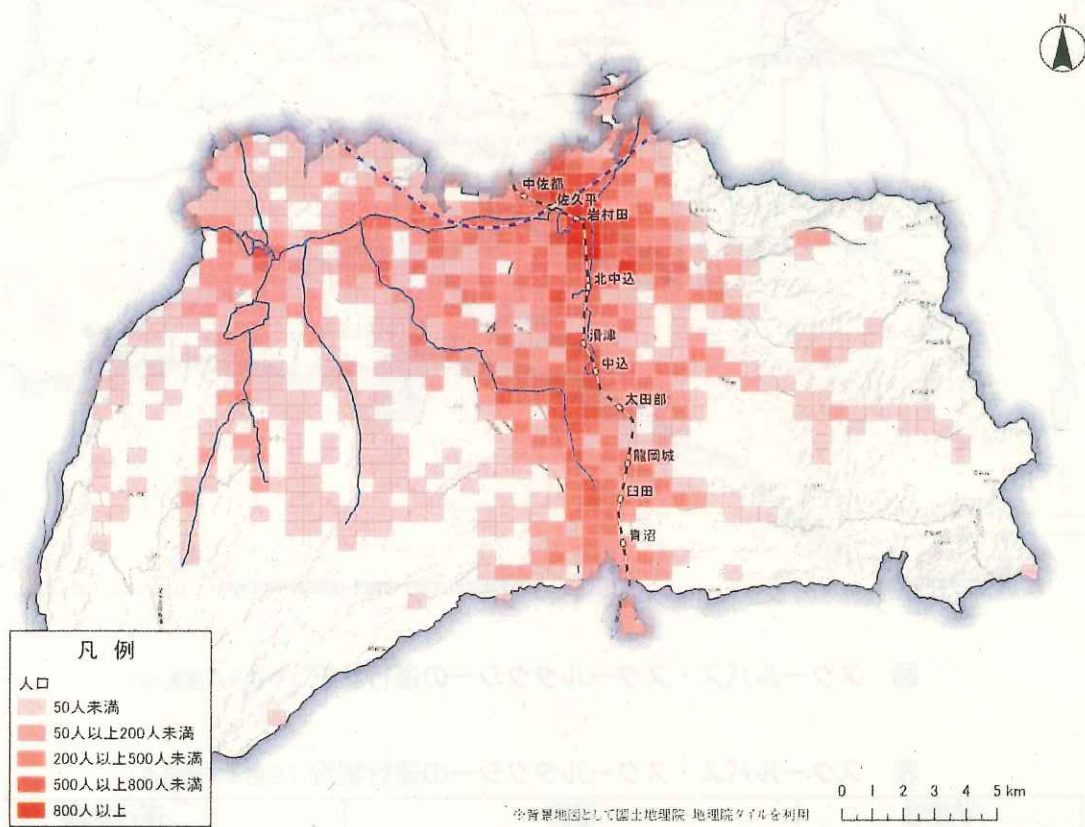 N
中佐都
佐久平
岩村田
北中込
滑津
中込
太田部
龍岡城
臼田
青沼
凡 例
人口
50人未満
50人以上200人未満
200人以上500人未満
500人以上800人未満
800人以上
0 1 2 3 4 5 km
※背景地図として国土地理院 地理院タイルを利用